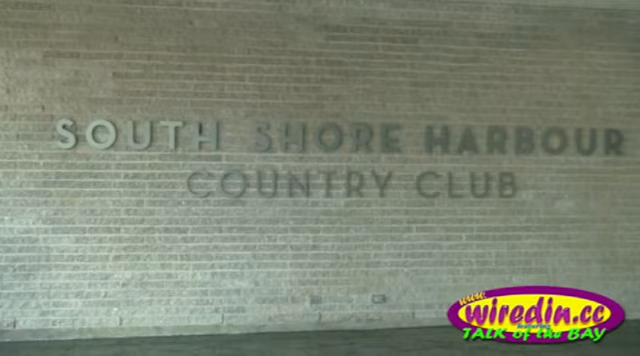 SOUTH SHORE HARBOUR
COUNTRY CLUB
www.
wiredin.cc
TALK of the BAY